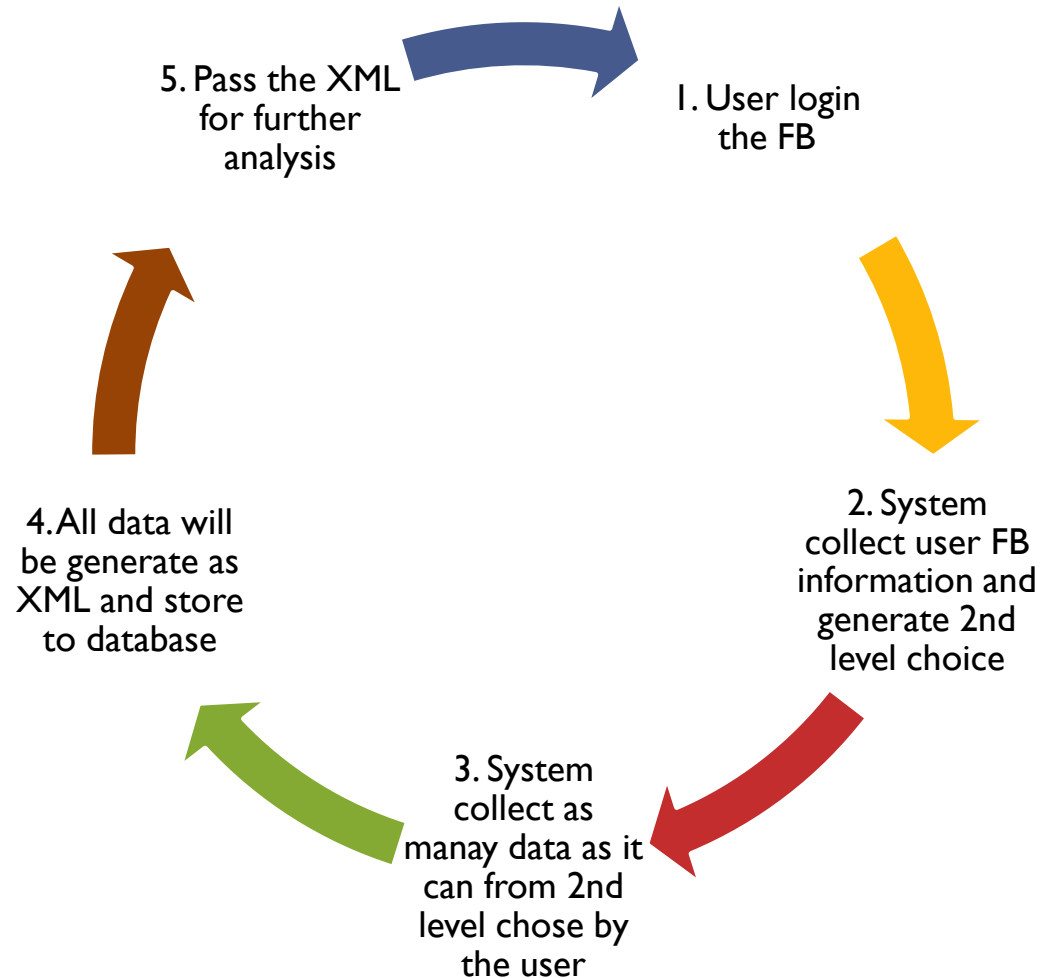 1. User login
the FB
2. System
collect user FB
information and
generate 2nd
level choice
3. System
collect as
manay data as it
can from 2nd
level chose by
the user
4. All data will
be generate as
XML and store
to database
5. Pass the XML
for further
analysis